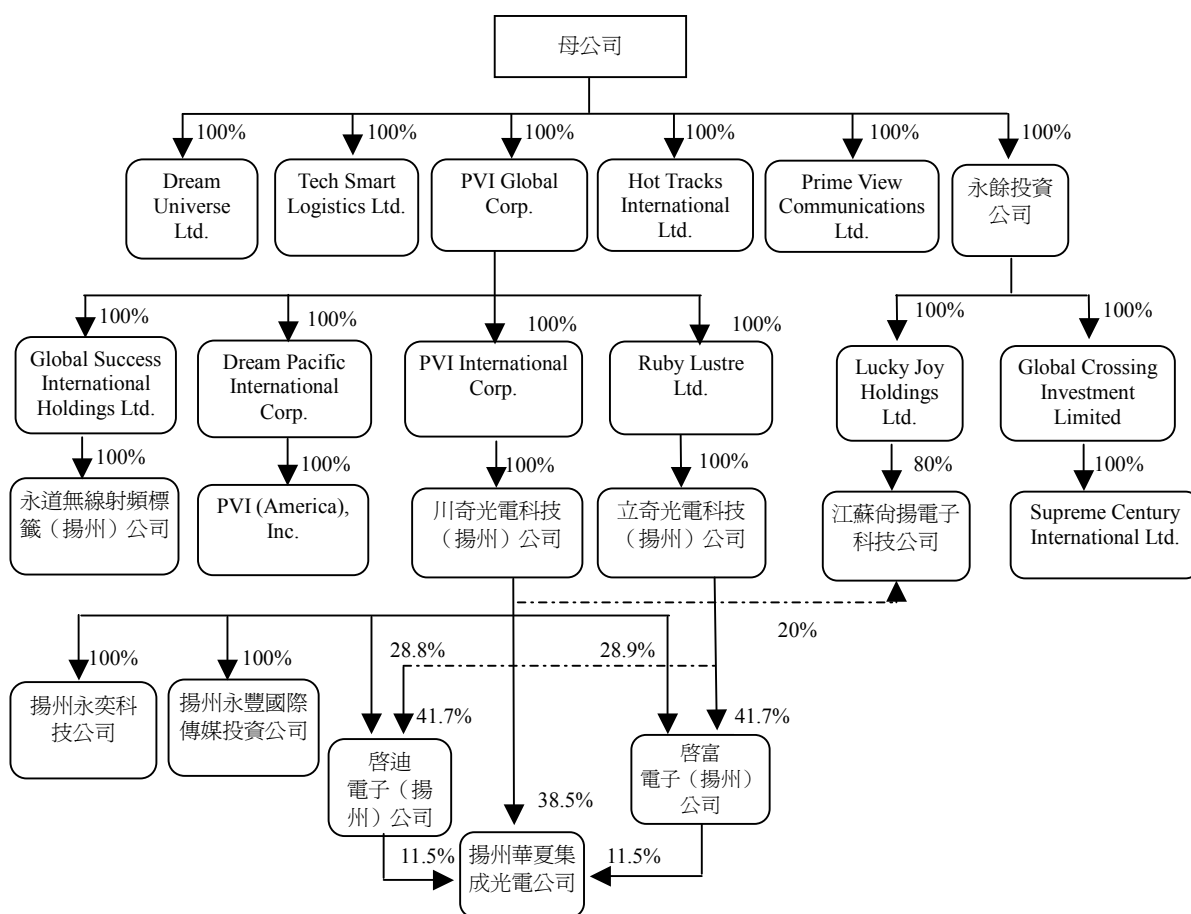 母公司
100%
100%
100%
100%
100%
100%
Dream
Universe
Ltd.
Tech Smart
Logistics Ltd.
PVI Global
Corp.
Hot Tracks
International
Ltd.
Prime View
Communications
Ltd.
永餘投資
公司
100%
100%
100%
100%
100%
100%
Global Success
International
Holdings Ltd.
Dream Pacific
International
Corp.
PVI International
Corp.
Ruby Lustre
Ltd.
Lucky Joy
Holdings
Ltd.
Global Crossing
Investment
Limited
100%
100%
100%
100%
80%
100%
永道無線射頻標
籤（揚州）公司
PVI (America),
Inc.
川奇光電科技
（揚州）公司
立奇光電科技
（揚州）公司
江蘇尙揚電子
科技公司
Supreme Century
International Ltd.
20%
100%
100%
28.8%
28.9%
41.7%
41.7%
揚州永奕科
技公司
揚州永豐國際
傳媒投資公司
啓迪
電子（揚
州）公司
啓富
電子（揚州）
公司
38.5%
11.5%
11.5%
揚州華夏集
成光電公司